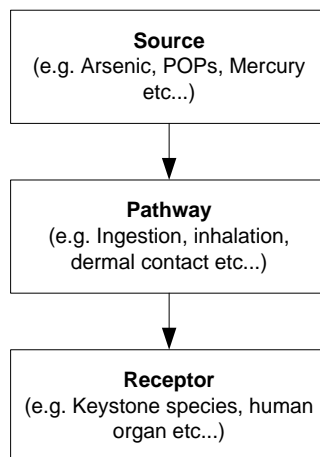 Source
(e.g. Arsenic, POPs, Mercury
etc...)
Pathway
(e.g. Ingestion, inhalation,
dermal contact etc...)
Receptor
(e.g. Keystone species, human
organ etc...)